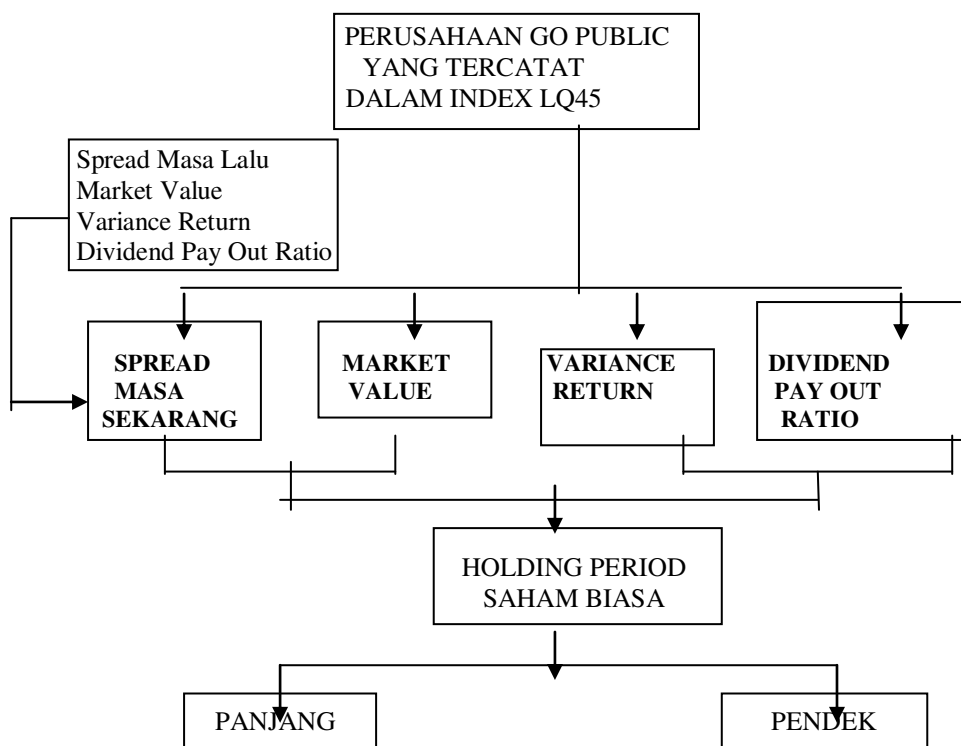 PERUSAHAAN GO PUBLIC
YANG TERCATAT
DALAM INDEX LQ45
Spread Masa Lalu
Market Value
Variance Return
Dividend Pay Out Ratio
SPREAD
MASA
SEKARANG
MARKET
VALUE
VARIANCE
RETURN
DIVIDEND
PAY OUT
RATIO
HOLDING PERIOD
SAHAM BIASA
PANJANG
PENDEK